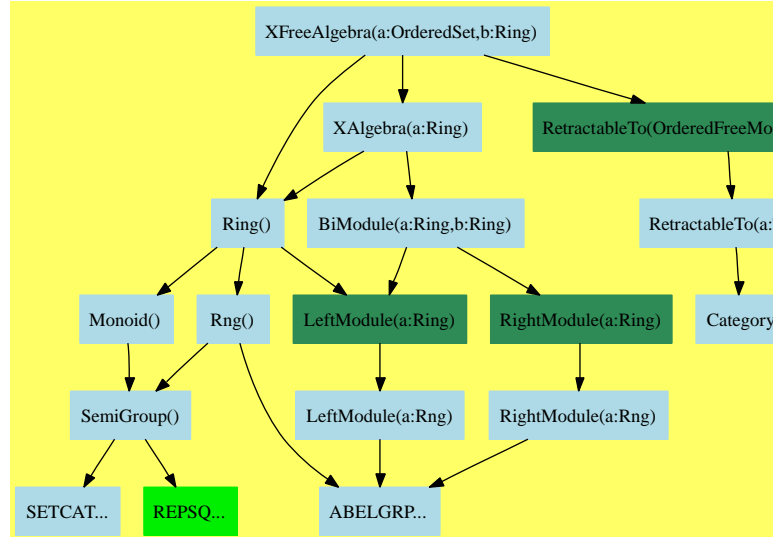 XFreeAlgebra(a:OrderedSet,b:Ring)
XAlgebra(a:Ring)
RetractableTo(OrderedFreeMo
Ring()
BiModule(a:Ring,b:Ring)
RetractableTo(a:
Monoid()
Rng()
LeftModule(a:Ring)
RightModule(a:Ring)
Category
SemiGroup()
LeftModule(a:Rng)
RightModule(a:Rng)
SETCAT...
REPSQ...
ABELGRP...